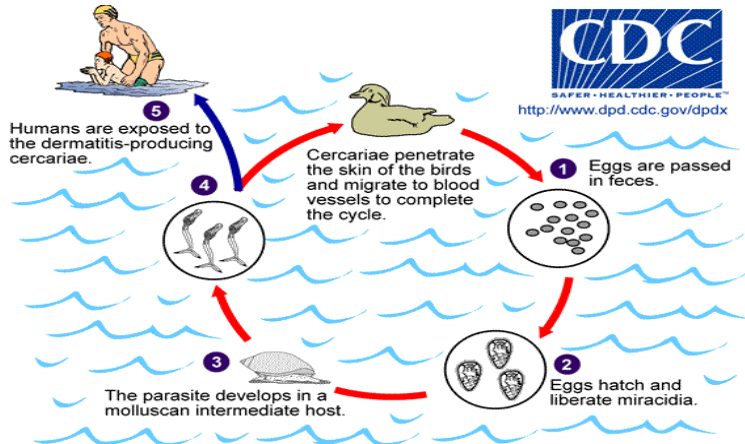 CDC
SAFER • HEALTHIER • PEOPLE™
http://www.dpd.cdc.gov/dpdx
5
Humans are exposed to
the dermatitis-producing
cercariae.
4
Cercariae penetrate
the skin of the birds
and migrate to blood
vessels to complete
the cycle.
1
Eggs are passed
in feces.
2
Eggs hatch and
liberate miracidia.
3
The parasite develops in a
molluscan intermediate host.